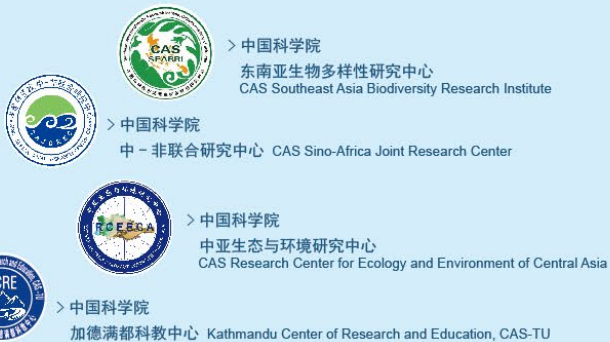 CAS
SEABRI
> 中国科学院
东南亚生物多样性研究中心
CAS Southeast Asia Biodiversity Research Institute
> 中国科学院
中－非联合研究中心 CAS Sino-Africa Joint Research Center
RCEECA
> 中国科学院
中亚生态与环境研究中心
CAS Research Center for Ecology and Environment of Central Asia
> 中国科学院
加德满都科教中心 Kathmandu Center of Research and Education, CAS-TU